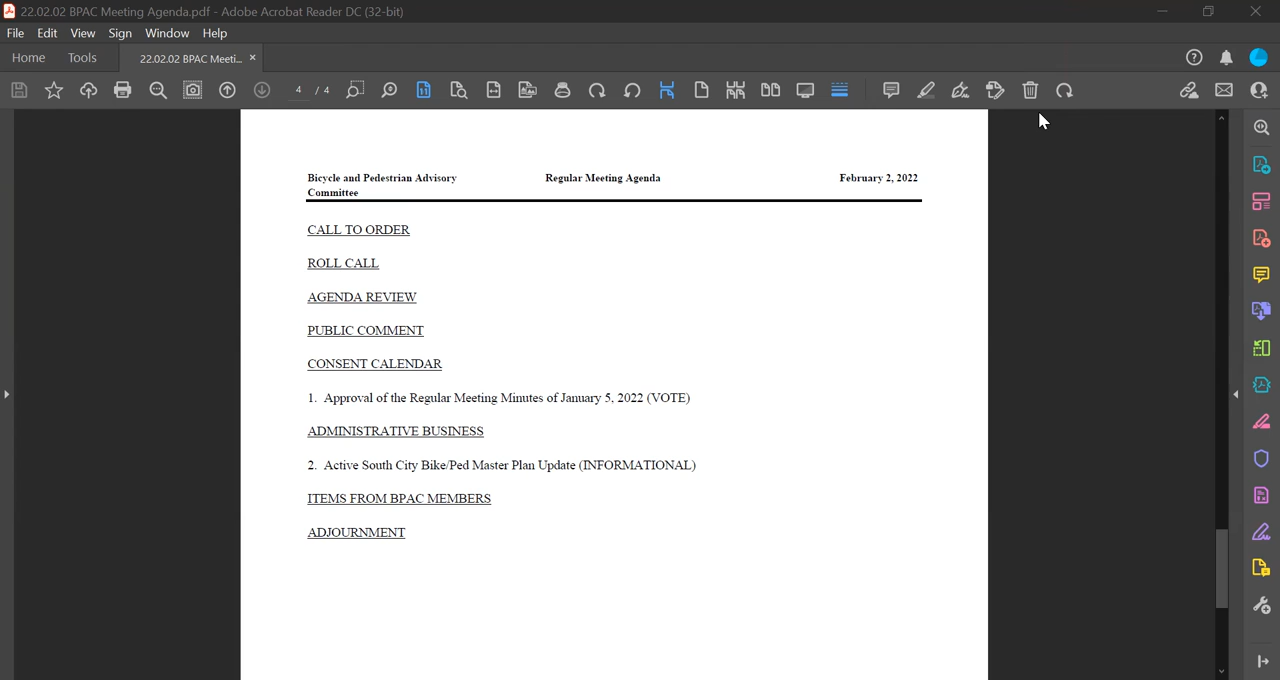 22.02.02 BPAC Meeting Agenda.pdf - Adobe Acrobat Reader DC (32-bit)
File Edit View Sign Window Help
Home Tools 22.02.02 BPAC Meeti... ×
4 / 4
Bicycle and Pedestrian Advisory Regular Meeting Agenda February 2, 2022
Committee
CALL TO ORDER
ROLL CALL
AGENDA REVIEW
PUBLIC COMMENT
CONSENT CALENDAR
1. Approval of the Regular Meeting Minutes of January 5, 2022 (VOTE)
ADMINISTRATIVE BUSINESS
2. Active South City Bike/Ped Master Plan Update (INFORMATIONAL)
ITEMS FROM BPAC MEMBERS
ADJOURNMENT